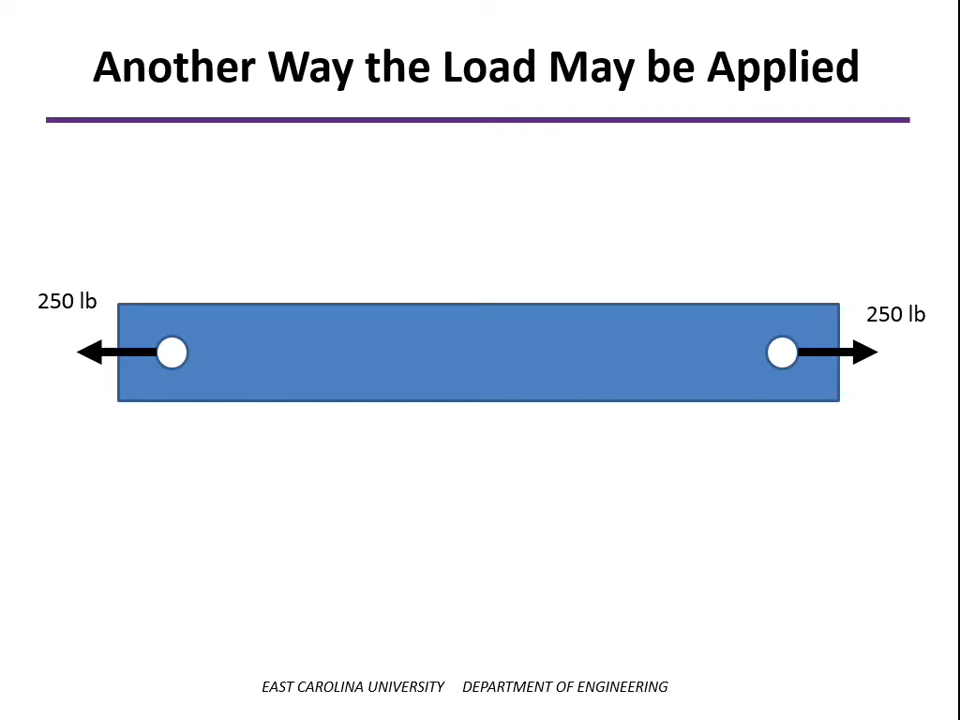 Another Way the Load May be Applied
250 lb
250 lb
EAST CAROLINA UNIVERSITY DEPARTMENT OF ENGINEERING